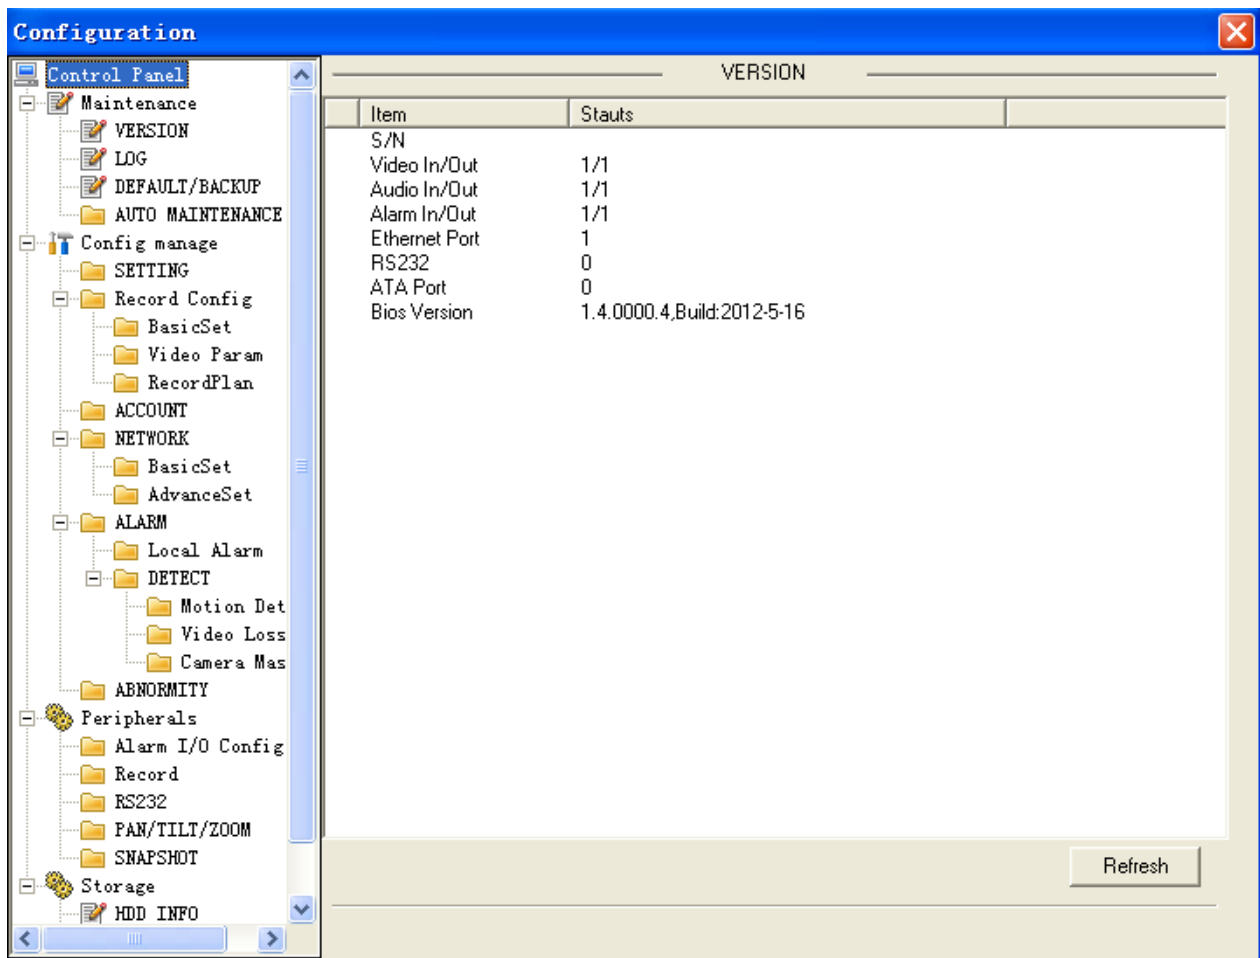 Configuration
Control Panel
Maintenance
VERSION
LOG
DEFAULT/BACKUP
AUTO MAINTENANCE
Config manage
SETTING
Record Config
BasicSet
Video Param
RecordPlan
ACCOUNT
NETWORK
BasicSet
AdvanceSet
ALARM
Local Alarm
DETECT
Motion Det
Video Loss
Camera Mas
ABNORMITY
Peripherals
Alarm I/O Config
Record
RS232
PAN/TILT/ZOOM
SNAPSHOT
Storage
HDD INFO
VERSION
Item Stauts
S/N
Video In/Out 1/1
Audio In/Out 1/1
Alarm In/Out 1/1
Ethernet Port 1
RS232 0
ATA Port 0
Bios Version 1.4.0000.4,Build:2012-5-16
Refresh